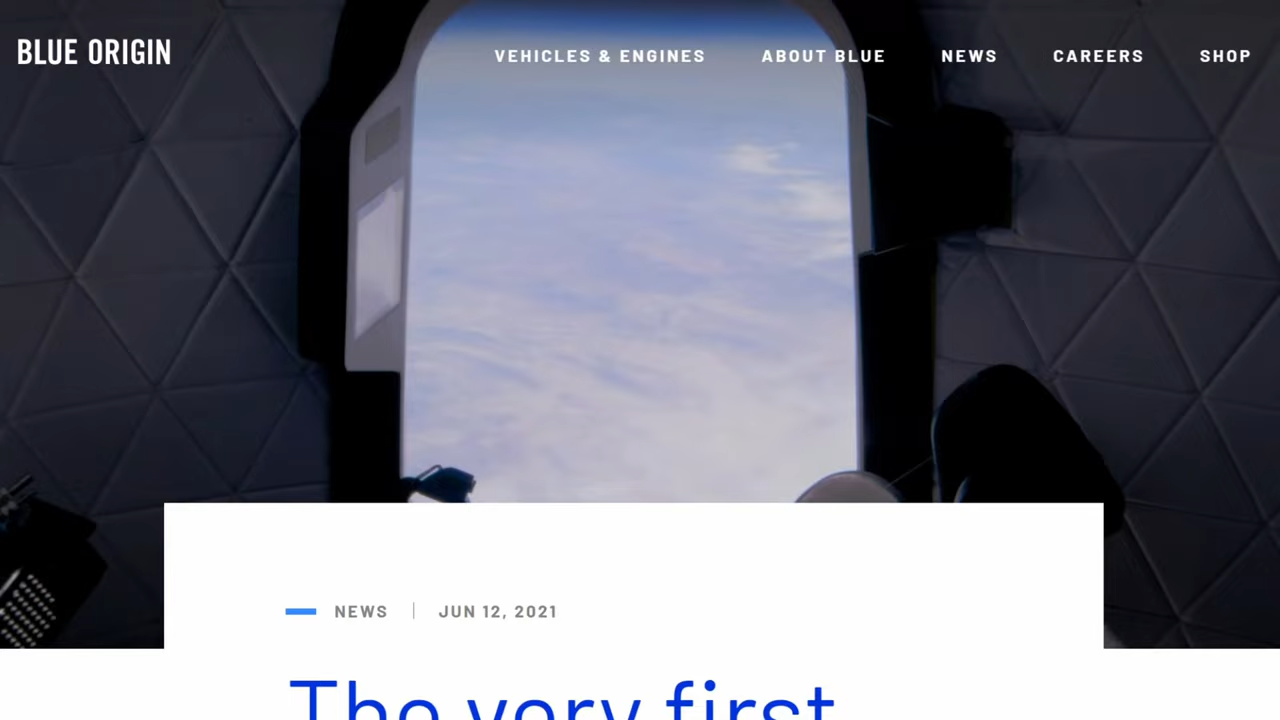 BLUE ORIGIN
VEHICLES & ENGINES ABOUT BLUE NEWS CAREERS SHOP
NEWS JUN 12, 2021
The very first